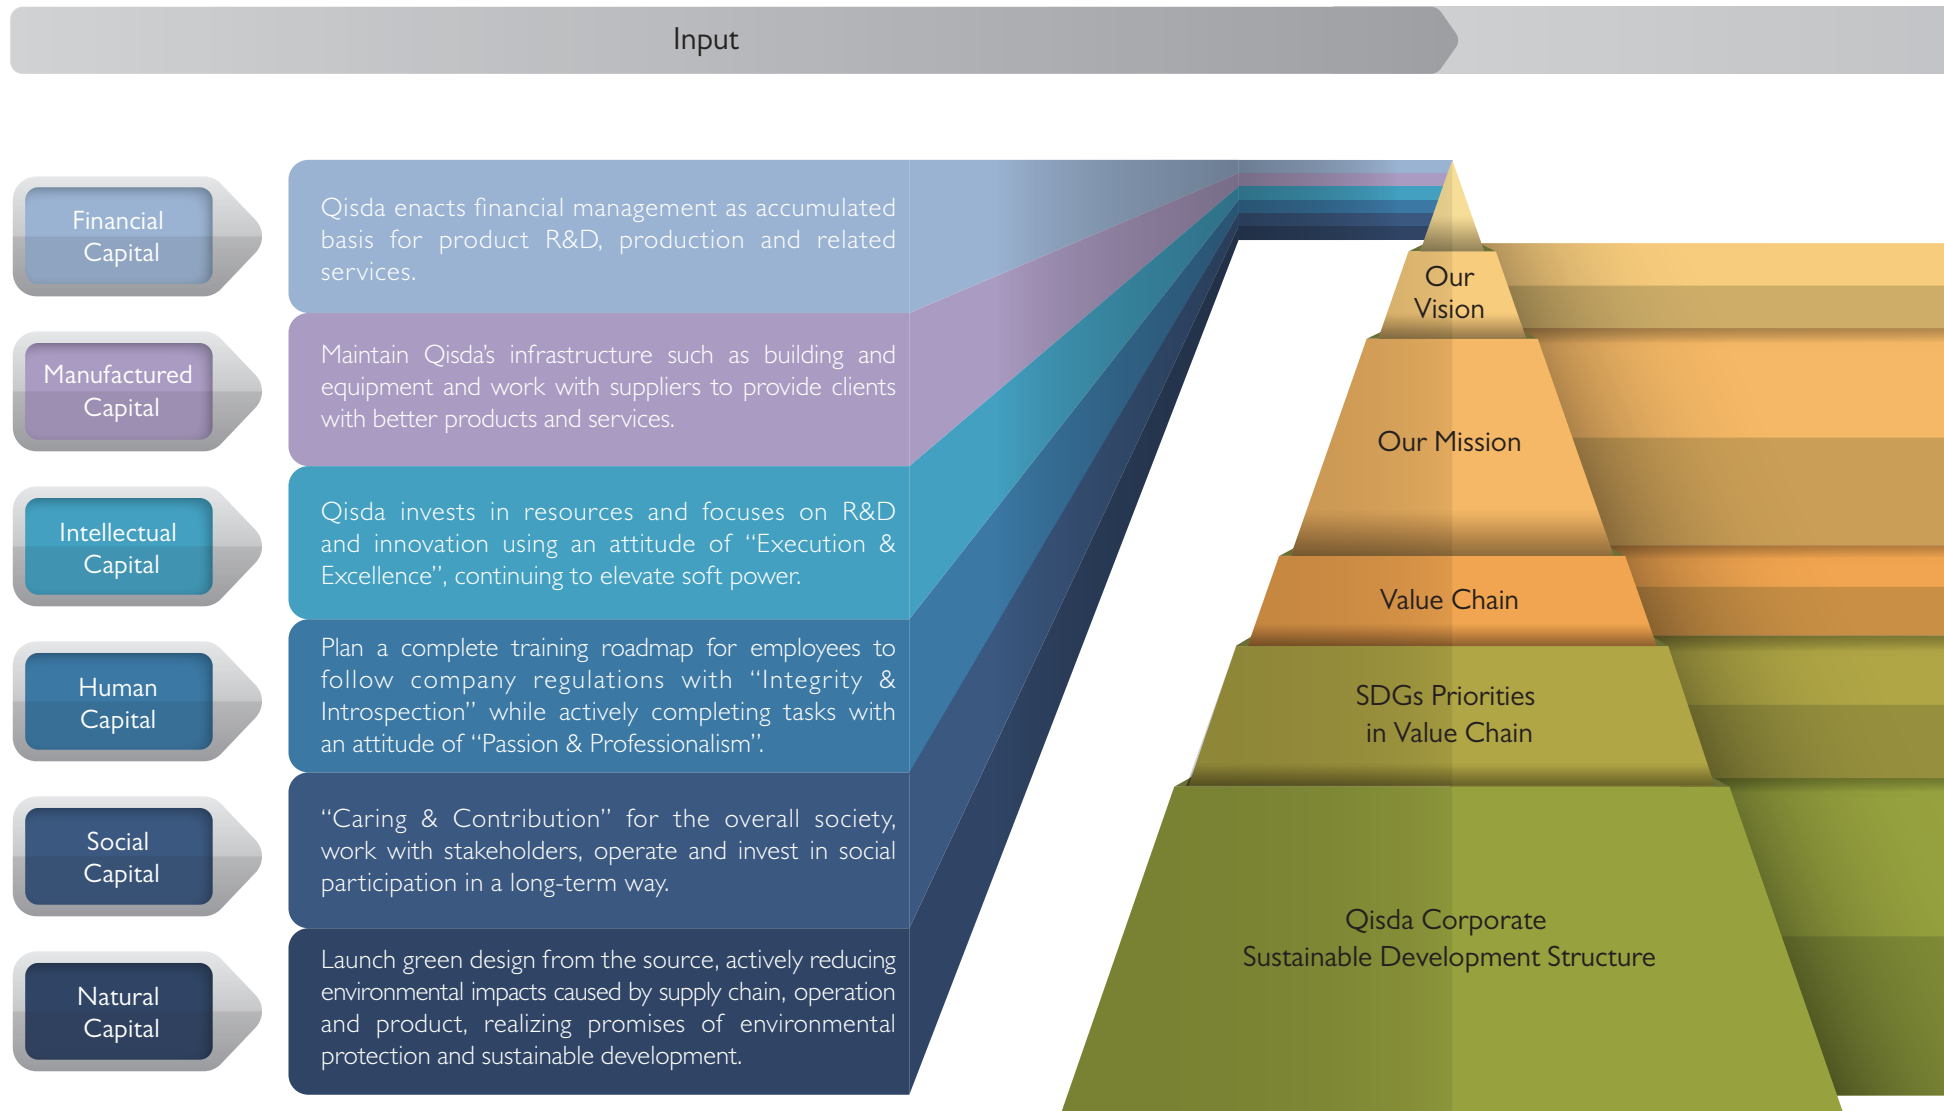 Input
Financial
Capital
Qisda enacts financial management as accumulated
basis for product R&D, production and related
services.
Manufactured
Capital
Maintain Qisda's infrastructure such as building and
equipment and work with suppliers to provide clients
with better products and services.
Intellectual
Capital
Qisda invests in resources and focuses on R&D
and innovation using an attitude of “Execution &
Excellence”, continuing to elevate soft power.
Human
Capital
Plan a complete training roadmap for employees to
follow company regulations with “Integrity &
Introspection” while actively completing tasks with
an attitude of “Passion & Professionalism”.
Social
Capital
“Caring & Contribution” for the overall society,
work with stakeholders, operate and invest in social
participation in a long-term way.
Natural
Capital
Launch green design from the source, actively reducing
environmental impacts caused by supply chain, operation
and product, realizing promises of environmental
protection and sustainable development.
Our
Vision
Our Mission
Value Chain
SDGs Priorities
in Value Chain
Qisda Corporate
Sustainable Development Structure